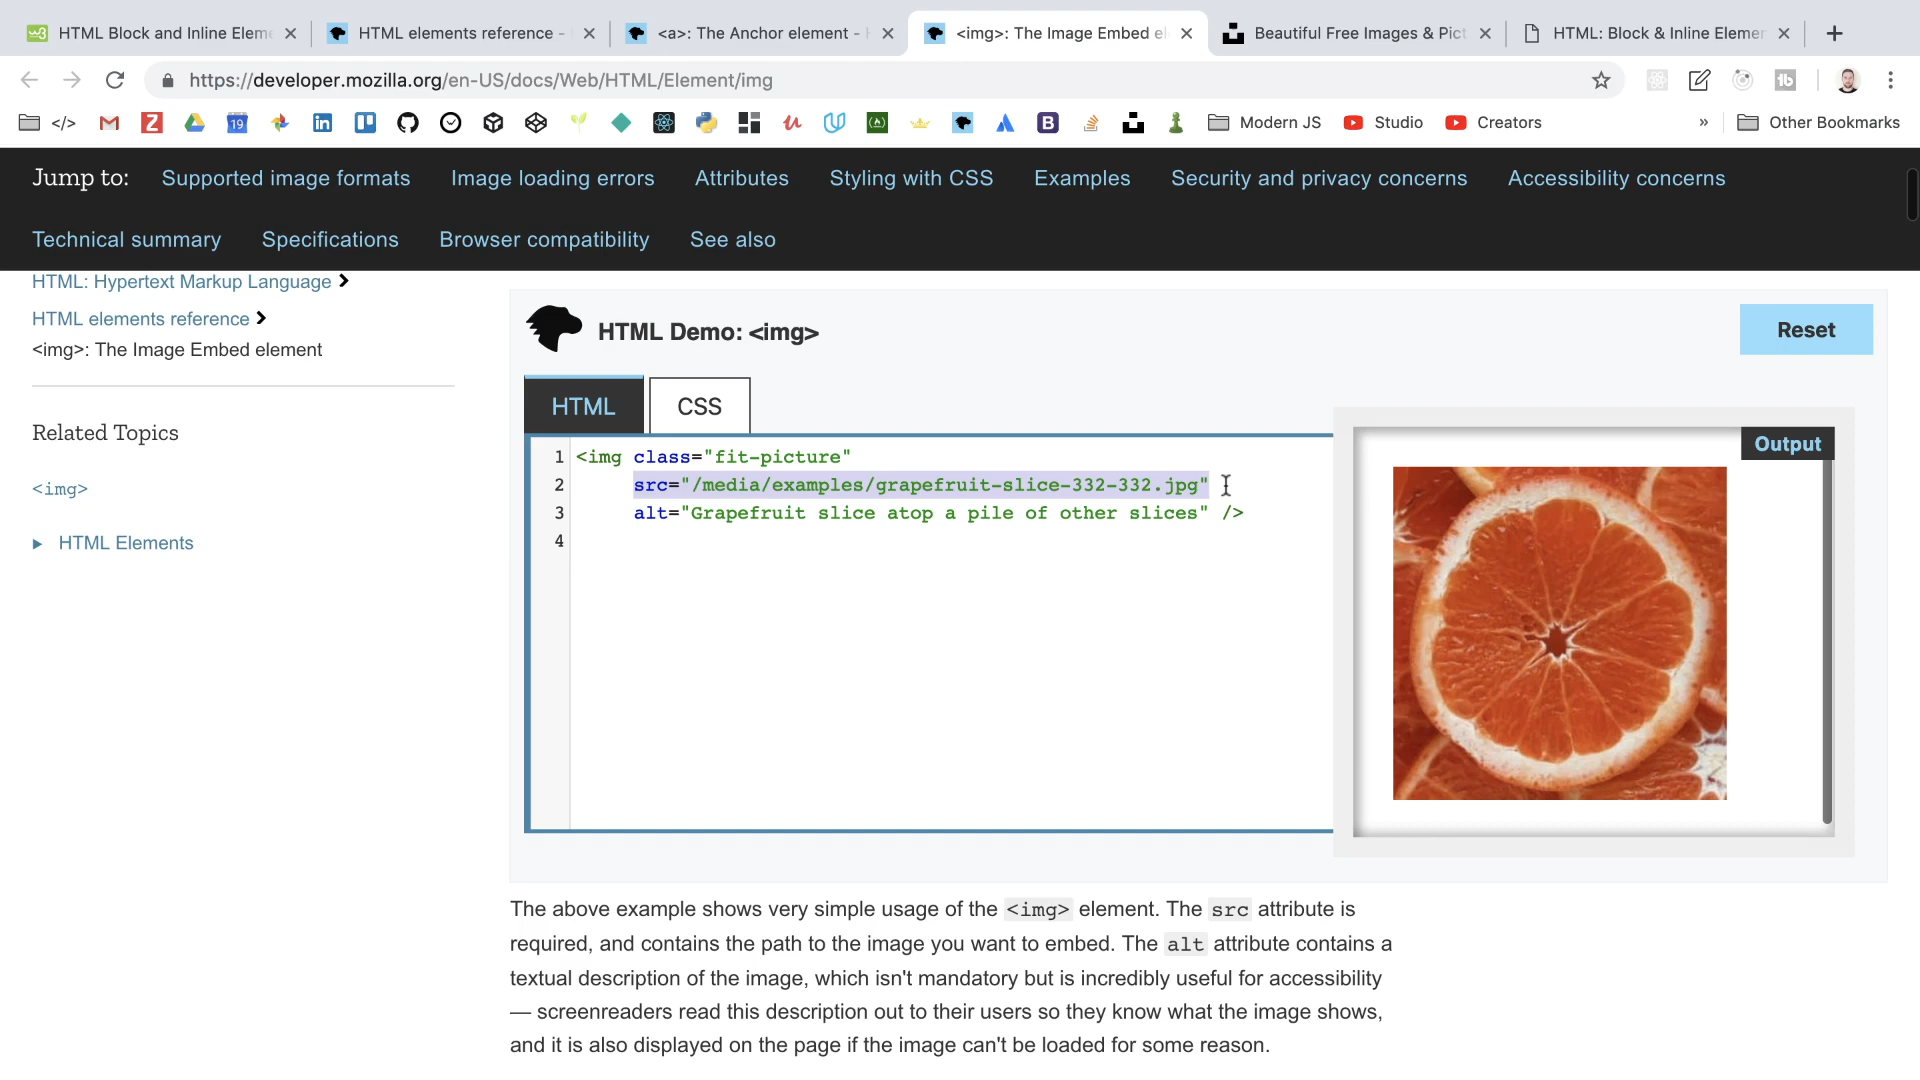 HTML Block and Inline Eleme
HTML elements reference -
<a>: The Anchor element -
<img>: The Image Embed el
Beautiful Free Images & Pict
HTML: Block & Inline Elemer
https://developer.mozilla.org/en-US/docs/Web/HTML/Element/img
</>
19
Modern JS
Studio
Creators
»
Other Bookmarks
Jump to:
Supported image formats
Image loading errors
Attributes
Styling with CSS
Examples
Security and privacy concerns
Accessibility concerns
Technical summary
Specifications
Browser compatibility
See also
HTML: Hypertext Markup Language
HTML elements reference
<img>: The Image Embed element
Related Topics
<img>
HTML Elements
HTML Demo: <img>
Reset
HTML
CSS
1 <img class="fit-picture"
2 src="/media/examples/grapefruit-slice-332-332.jpg"
3 alt="Grapefruit slice atop a pile of other slices" />
4
Output
The above example shows very simple usage of the <img> element. The src attribute is
required, and contains the path to the image you want to embed. The alt attribute contains a
textual description of the image, which isn't mandatory but is incredibly useful for accessibility
— screenreaders read this description out to their users so they know what the image shows,
and it is also displayed on the page if the image can't be loaded for some reason.